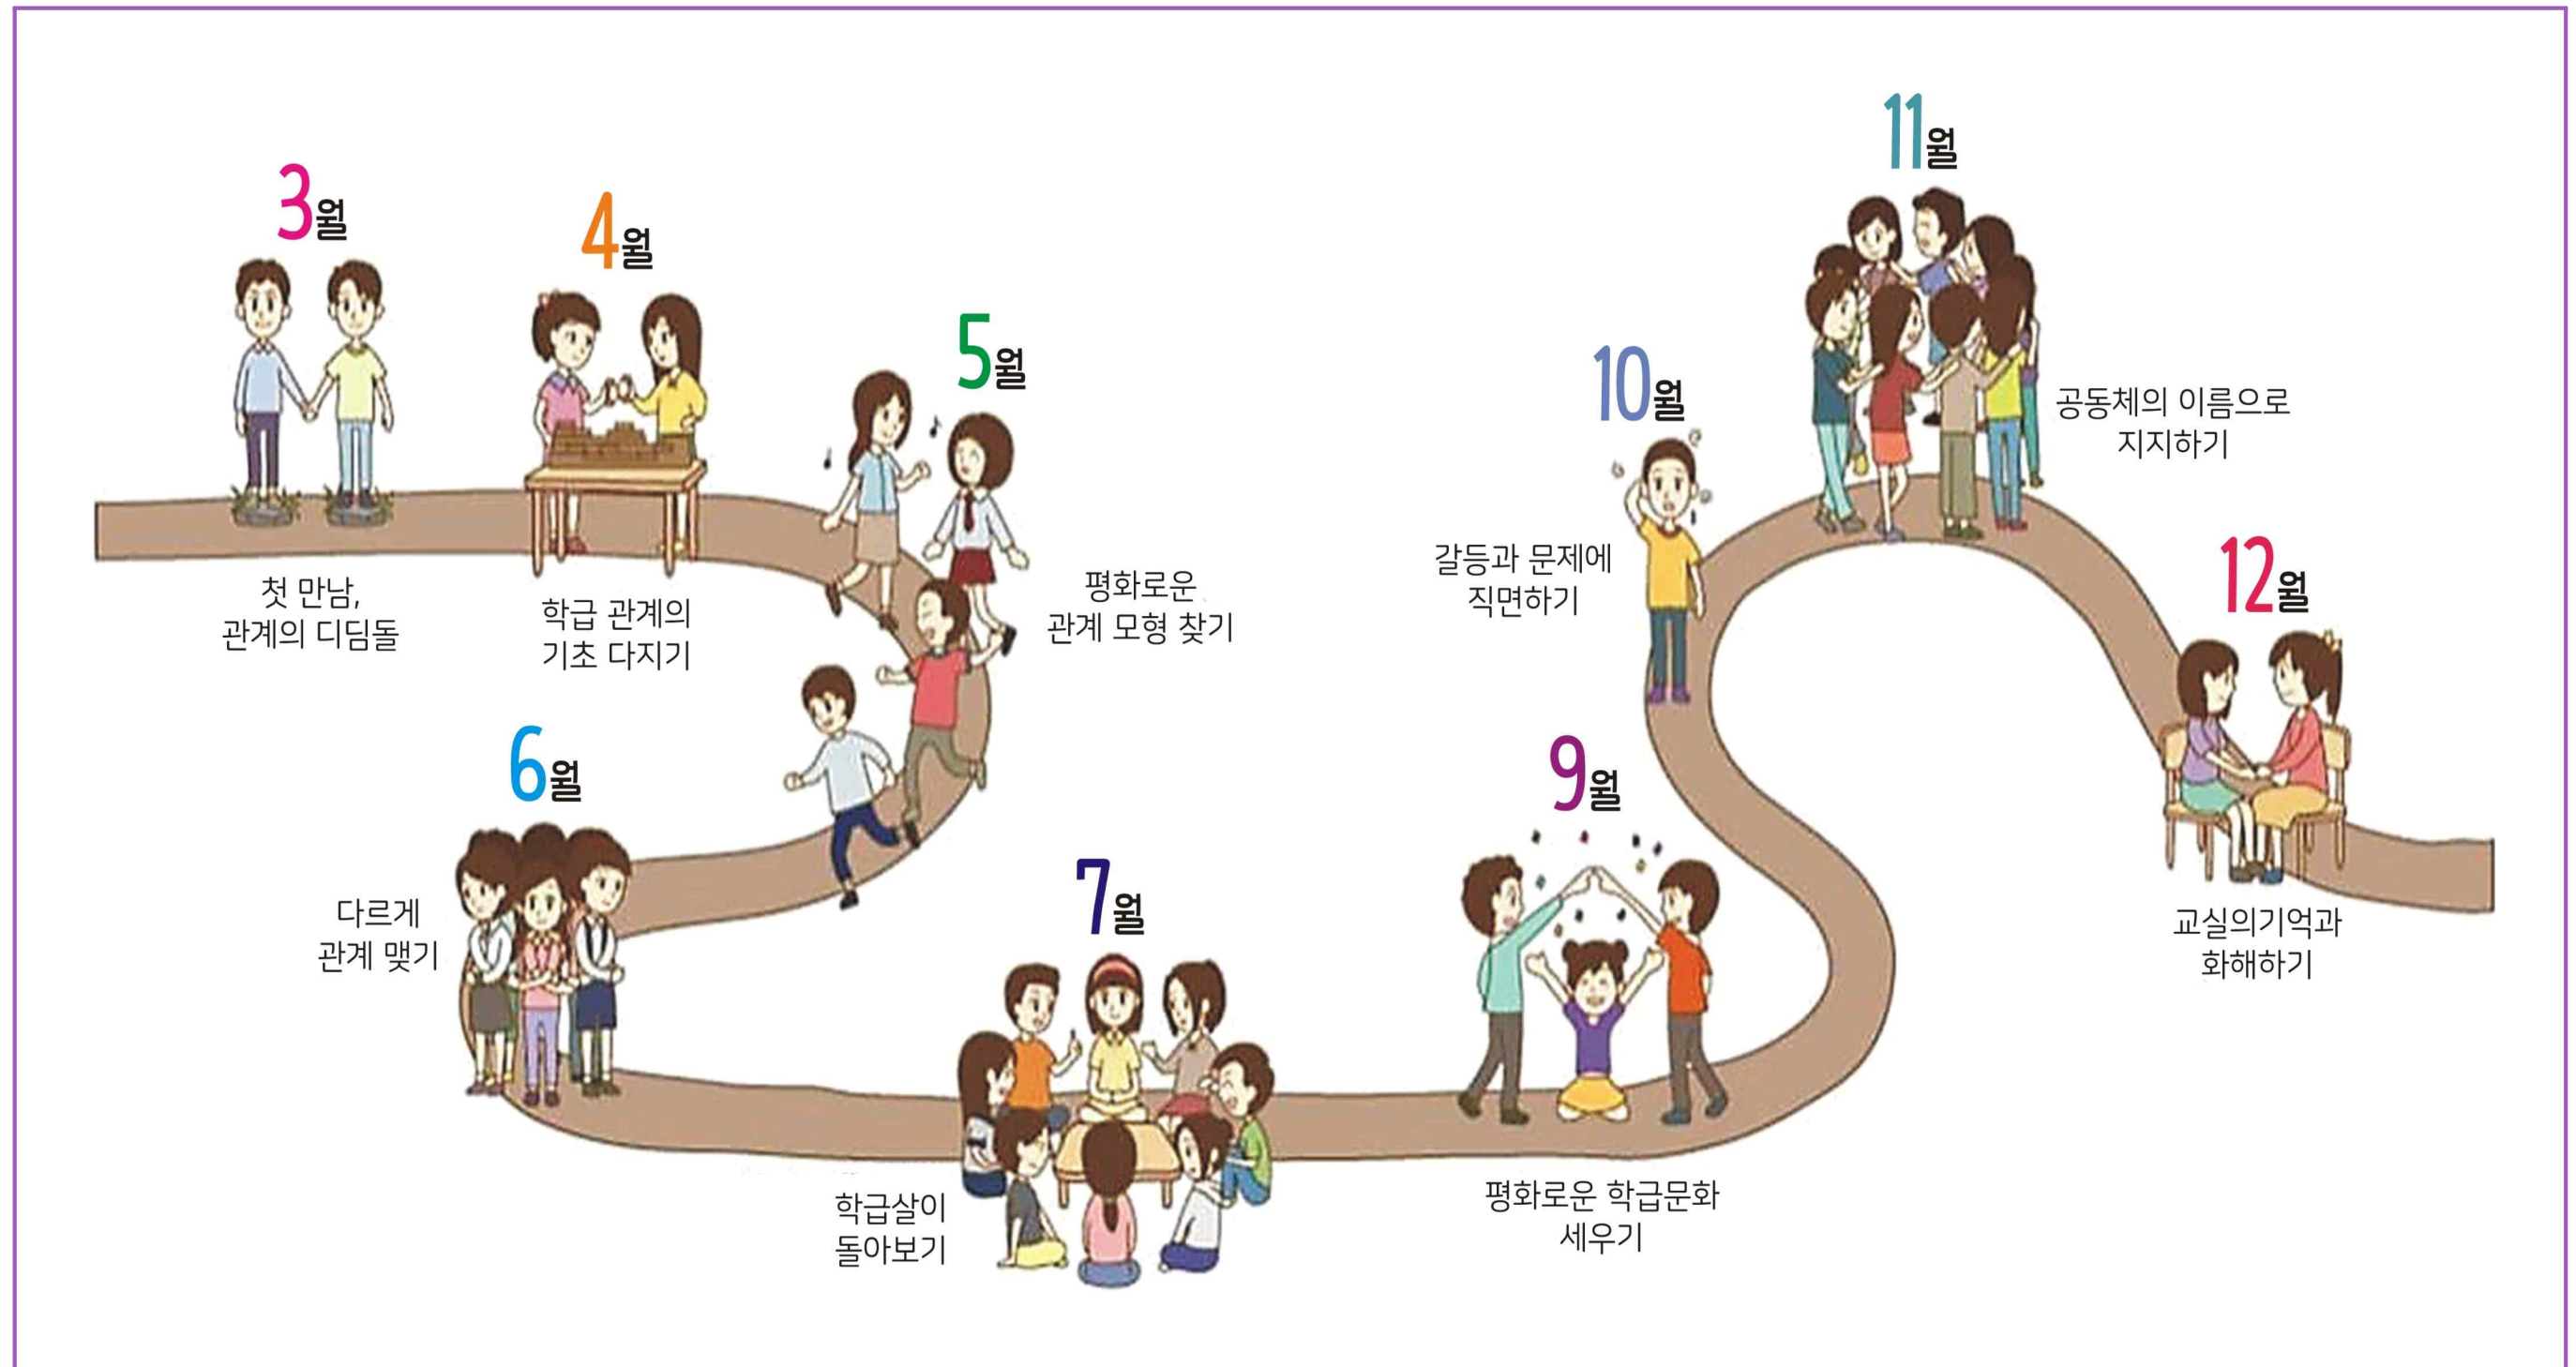 3월
첫 만남,
관계의 디딤돌
4월
학급 관계의
기초 다지기
5월
평화로운
관계 모형 찾기
6월
다르게
관계 맺기
7월
학급살이
돌아보기
9월
평화로운 학급문화
세우기
10월
갈등과 문제에
직면하기
11월
공동체의 이름으로
지지하기
12월
교실의기억과
화해하기